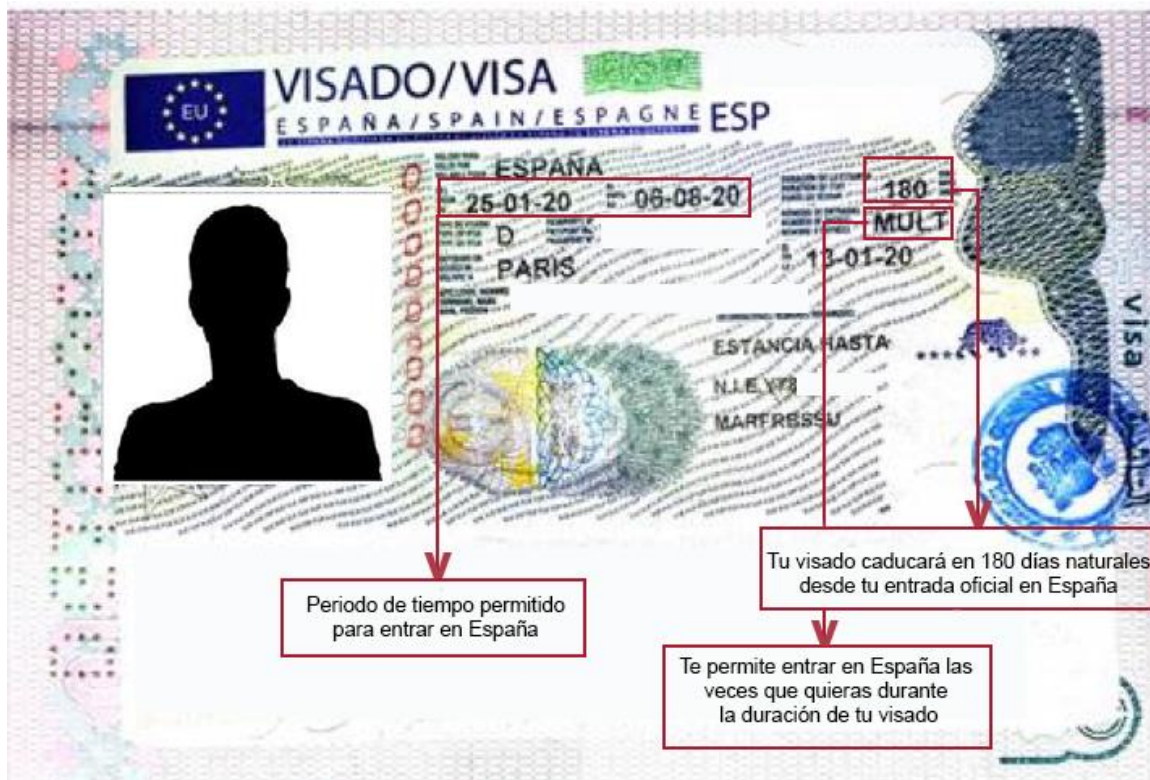 EU
VISADO/VISA
ESPAÑA/SPAIN/ESPAGNE ESP
ESPAÑA
25-01-20 06-08-20 180
D MULT
PARIS 13-01-20
ESTANCIA HASTA
N.I.E.
visa
Periodo de tiempo permitido
para entrar en España
Tu visado caducará en 180 días naturales
desde tu entrada oficial en España
Te permite entrar en España las
veces que quieras durante
la duración de tu visado